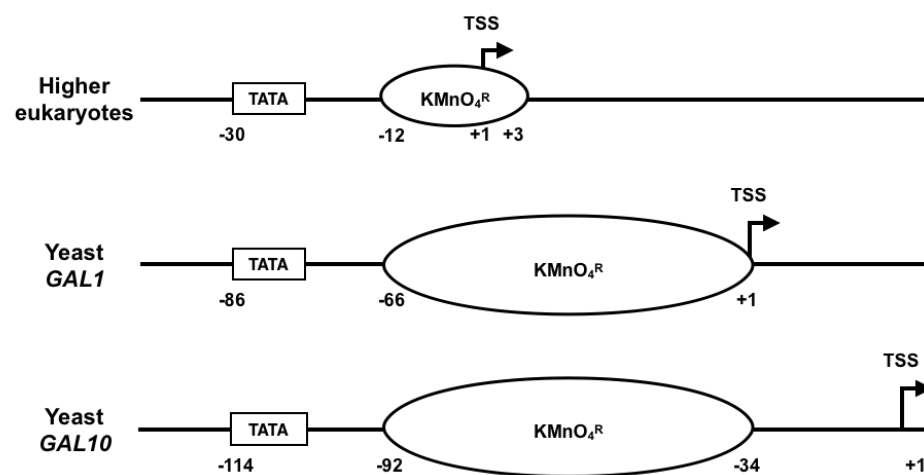 TSS
Higher
eukaryotes
TATA
KMnO₄ᴿ
-30
-12
+1
+3
TSS
Yeast
GAL1
TATA
KMnO₄ᴿ
-86
-66
+1
TSS
Yeast
GAL10
TATA
KMnO₄ᴿ
-114
-92
-34
+1